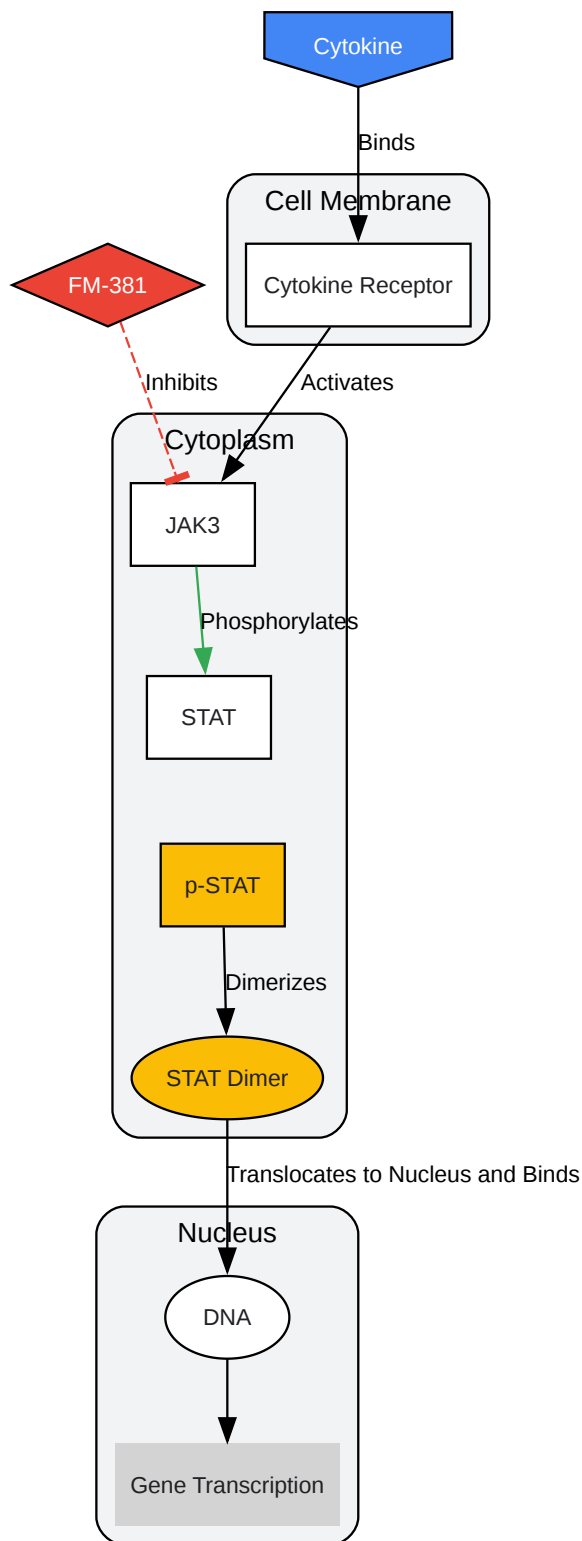 Cytokine
Binds
Cell Membrane
Cytokine Receptor
FM-381
Inhibits
Activates
Cytoplasm
JAK3
Phosphorylates
STAT
p-STAT
Dimerizes
STAT Dimer
Translocates to Nucleus and Binds
Nucleus
DNA
Gene Transcription